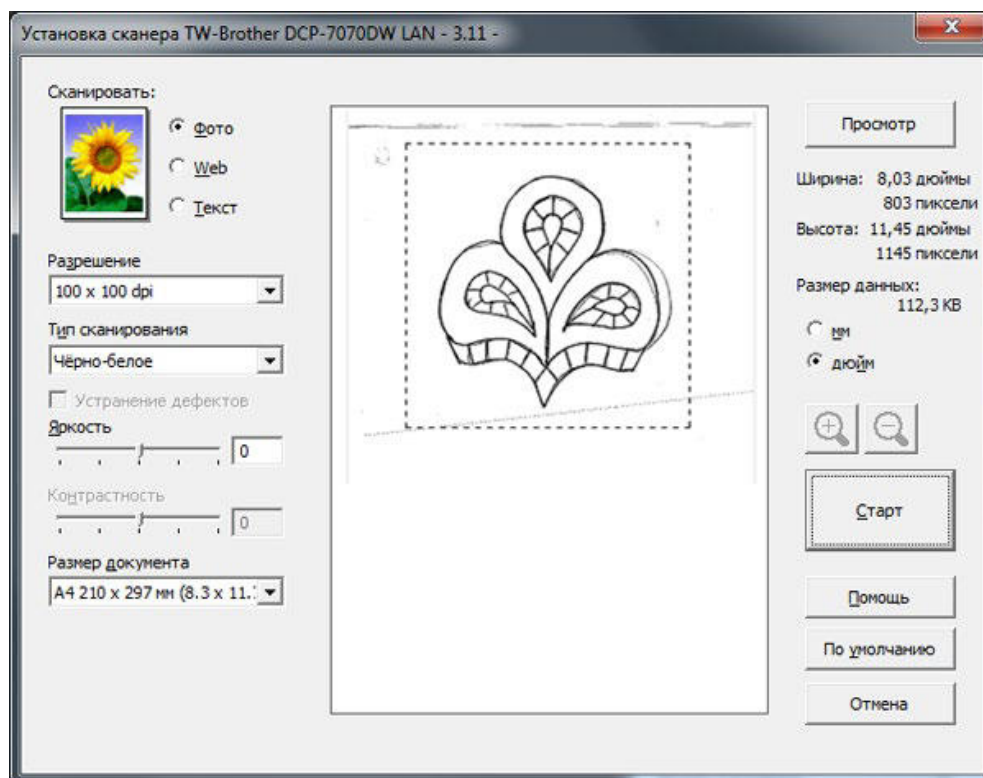 Установка сканера TW-Brother DCP-7070DW LAN - 3.11 -
Сканировать:
Фото
Web
Текст
Разрешение
100 x 100 dpi
Тип сканирования
Чёрно-белое
Устранение дефектов
Яркость
0
Контрастность
0
Размер документа
A4 210 x 297 мм (8.3 x 11.
Просмотр
Ширина: 8,03 дюймы
803 пиксели
Высота: 11,45 дюймы
1145 пиксели
Размер данных:
112,3 KB
мм
дюйм
Старт
Помощь
По умолчанию
Отмена